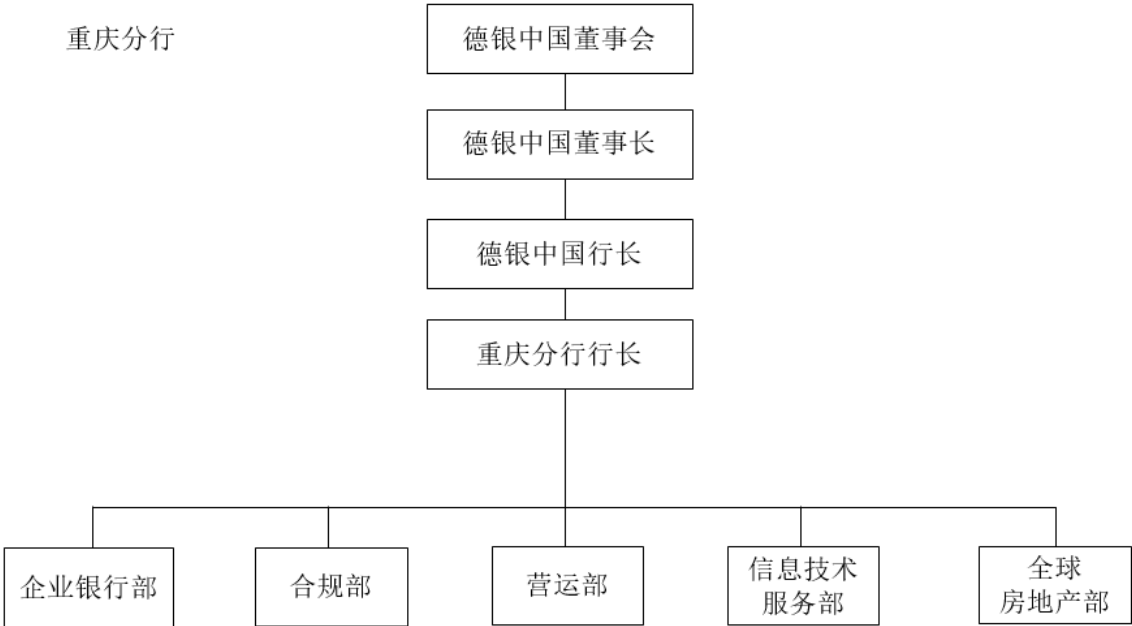 重庆分行
德银中国董事会
德银中国董事长
德银中国行长
重庆分行行长
企业银行部
合规部
营运部
信息技术
服务部
全球
房地产部